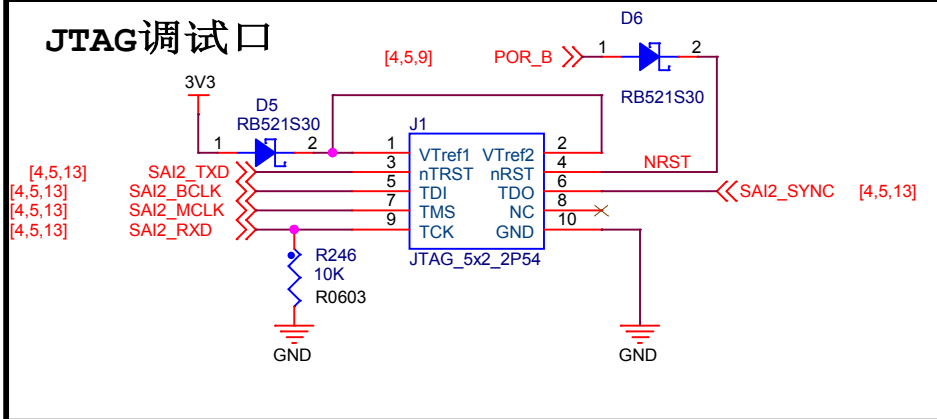 JTAG调试口
D6
[4,5,9]
POR_B
1
2
RB521S30
3V3
D5
RB521S30
1
2
J1
1
VTref1
VTref2
2
[4,5,13]
SAI2_TXD
3
nTRST
nRST
4
NRST
[4,5,13]
SAI2_BCLK
5
TDI
TDO
6
SAI2_SYNC
[4,5,13]
[4,5,13]
SAI2_MCLK
7
TMS
NC
8
[4,5,13]
SAI2_RXD
9
TCK
GND
10
JTAG_5x2_2P54
R246
10K
R0603
GND
GND